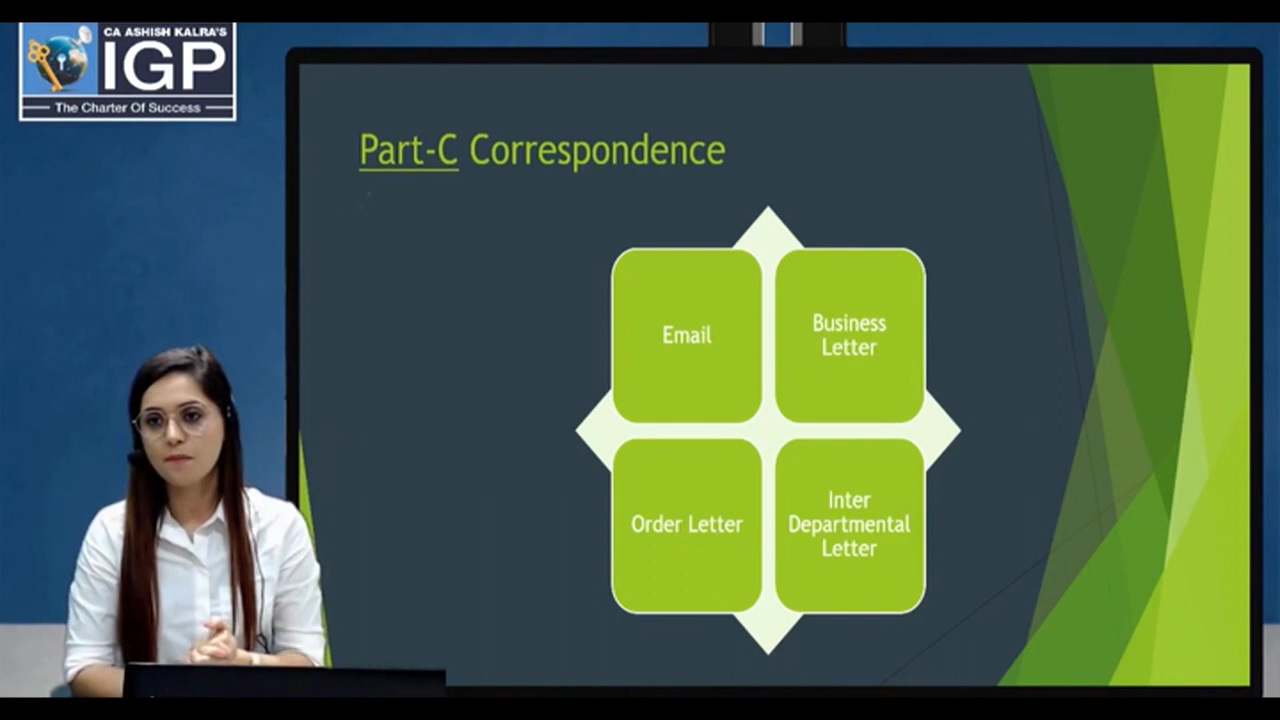 CA ASHISH KALRA'S
IGP
The Charter Of Success
Part-C Correspondence
Email
Business
Letter
Order Letter
Inter
Departmental
Letter